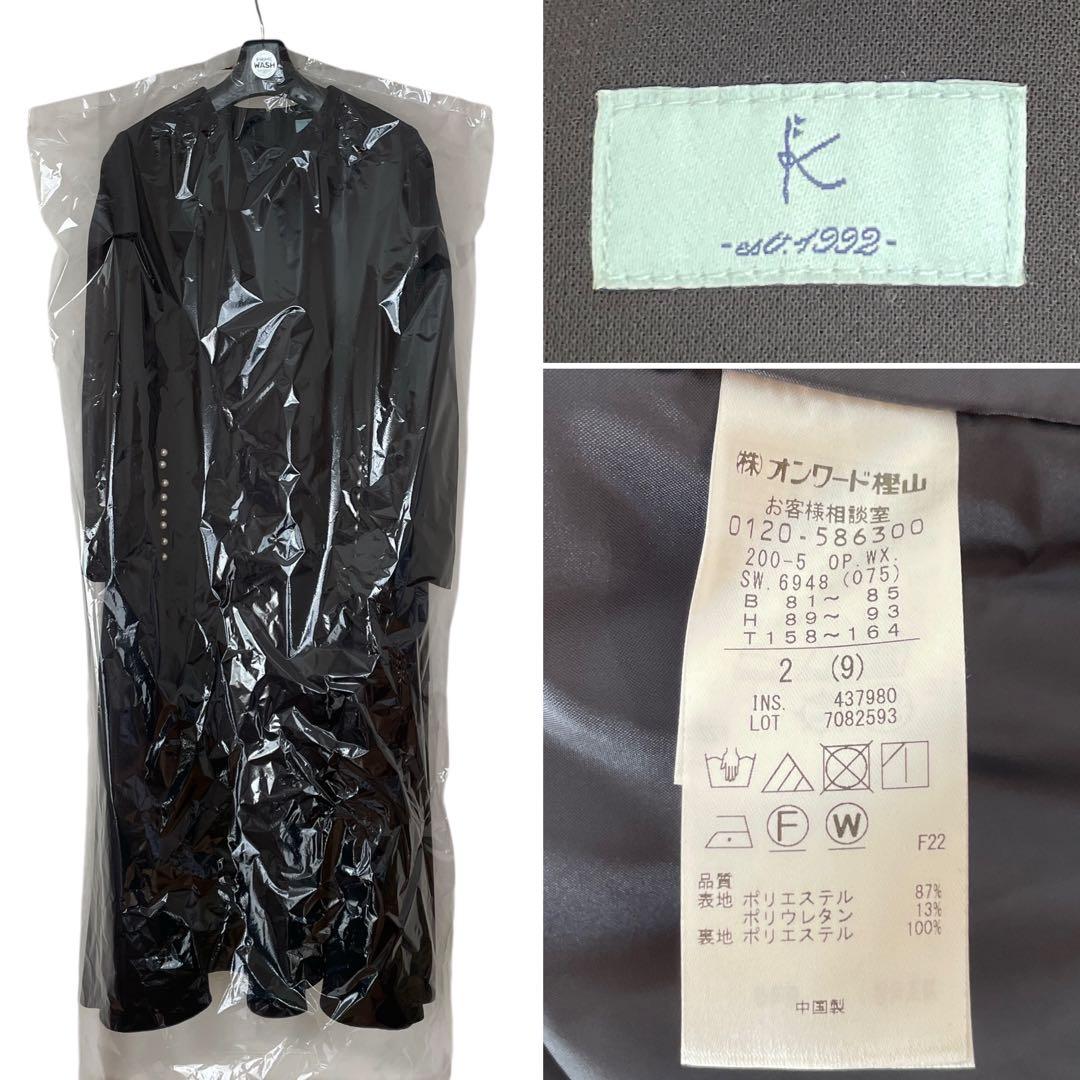 WASH
K
-est.1992-
(株)オンワード樫山
お客様相談室
0120-586300
200-5 OP.WX.
SW.6948(075)
B 81～ 85
H 89～ 93
T158～164
2 (9)
INS. 437980
LOT 7082593
F W
F22
品質
表地 ポリエステル 87%
ポリウレタン 13%
裏地 ポリエステル 100%
中国製